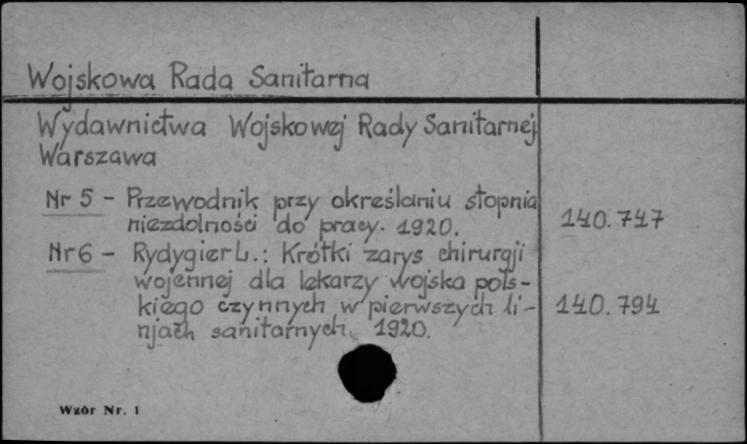 Wojskowa Rada Sanitarna
Wydawnictwa Wojskowej Rady Sanitarnej
Warszawa
Nr 5 - Przewodnik przy określaniu stopnia
niezdolności do pracy. 1920. 140.747
Nr 6 - Rydygier L.: Krótki zarys chirurgji
wojennej dla lekarzy wojska pols-
kiego czynnych w pierwszych li- 140.794
njach sanitarnych. 1920.
Wzór Nr. 1